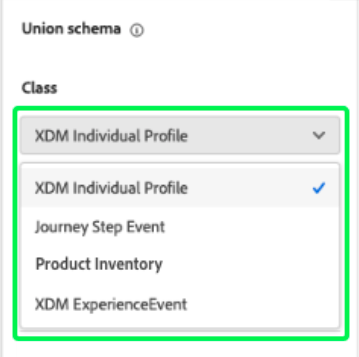 Union schema
Class
XDM Individual Profile
XDM Individual Profile
Journey Step Event
Product Inventory
XDM ExperienceEvent